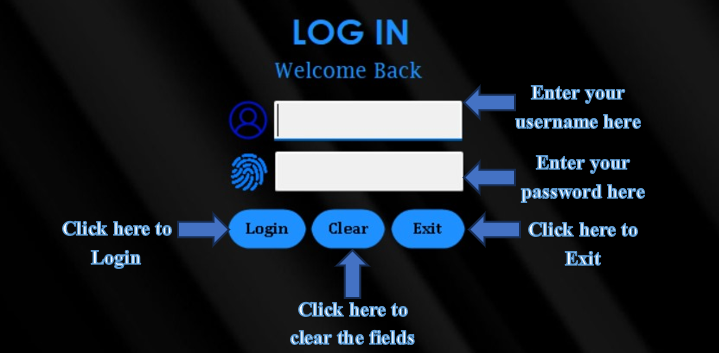 LOG IN
Welcome Back
Enter your
username here
Enter your
password here
Click here to
Login
Login
Clear
Exit
Click here to
Exit
Click here to
clear the fields